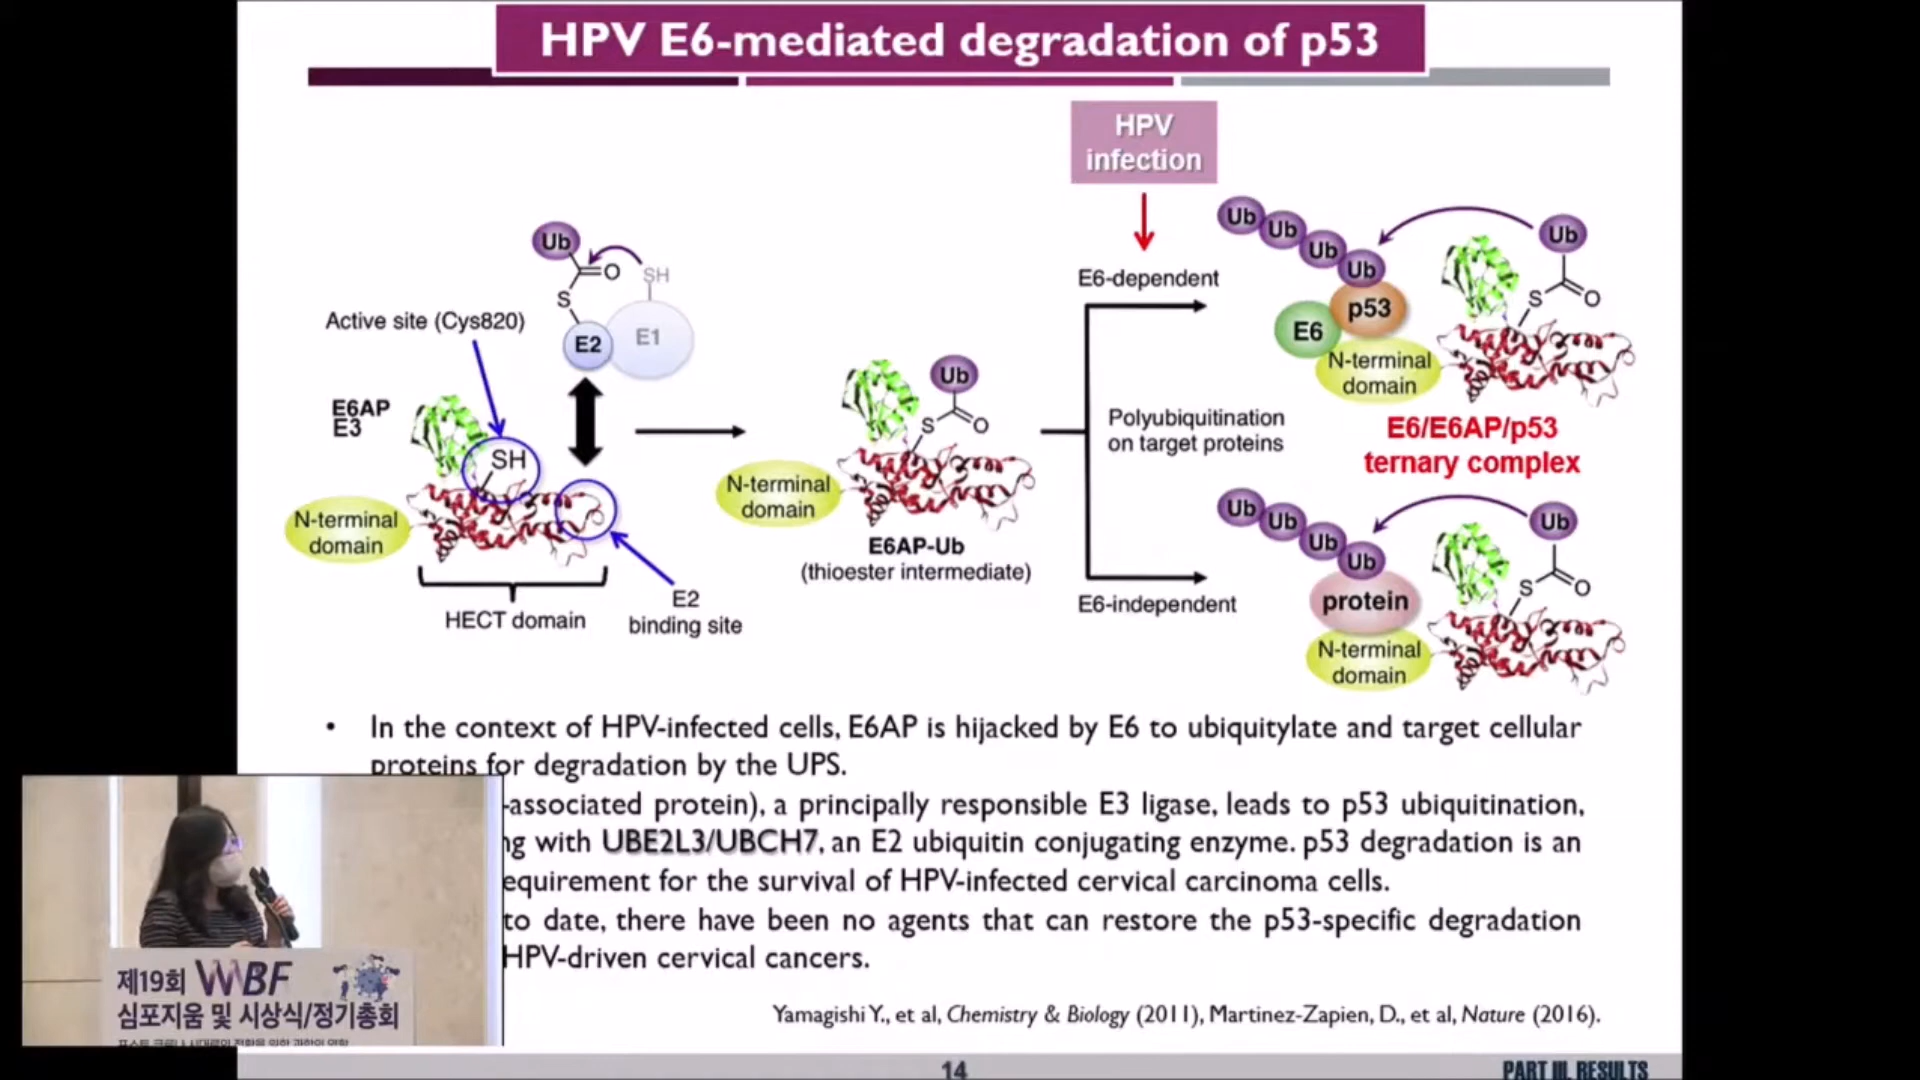 HPV E6-mediated degradation of p53
HPV
infection
Ub
O
SH
S
E2
E1
Active site (Cys820)
E6AP
E3
SH
N-terminal
domain
HECT domain
E2
binding site
Ub
S
O
N-terminal
domain
E6AP-Ub
(thioester intermediate)
E6-dependent
Polyubiquitination
on target proteins
E6-independent
Ub
Ub
Ub
Ub
Ub
S
O
p53
E6
N-terminal
domain
E6/E6AP/p53
ternary complex
Ub
Ub
Ub
Ub
Ub
S
O
protein
N-terminal
domain
• In the context of HPV-infected cells, E6AP is hijacked by E6 to ubiquitylate and target cellular
proteins for degradation by the UPS.
-associated protein), a principally responsible E3 ligase, leads to p53 ubiquitination,
ng with UBE2L3/UBCH7, an E2 ubiquitin conjugating enzyme. p53 degradation is an
equirement for the survival of HPV-infected cervical carcinoma cells.
to date, there have been no agents that can restore the p53-specific degradation
HPV-driven cervical cancers.
Yamagishi Y., et al, Chemistry & Biology (2011), Martinez-Zapien, D., et al, Nature (2016).
14
PART III. RESULTS
제19회 WBF
심포지움 및 시상식/정기총회